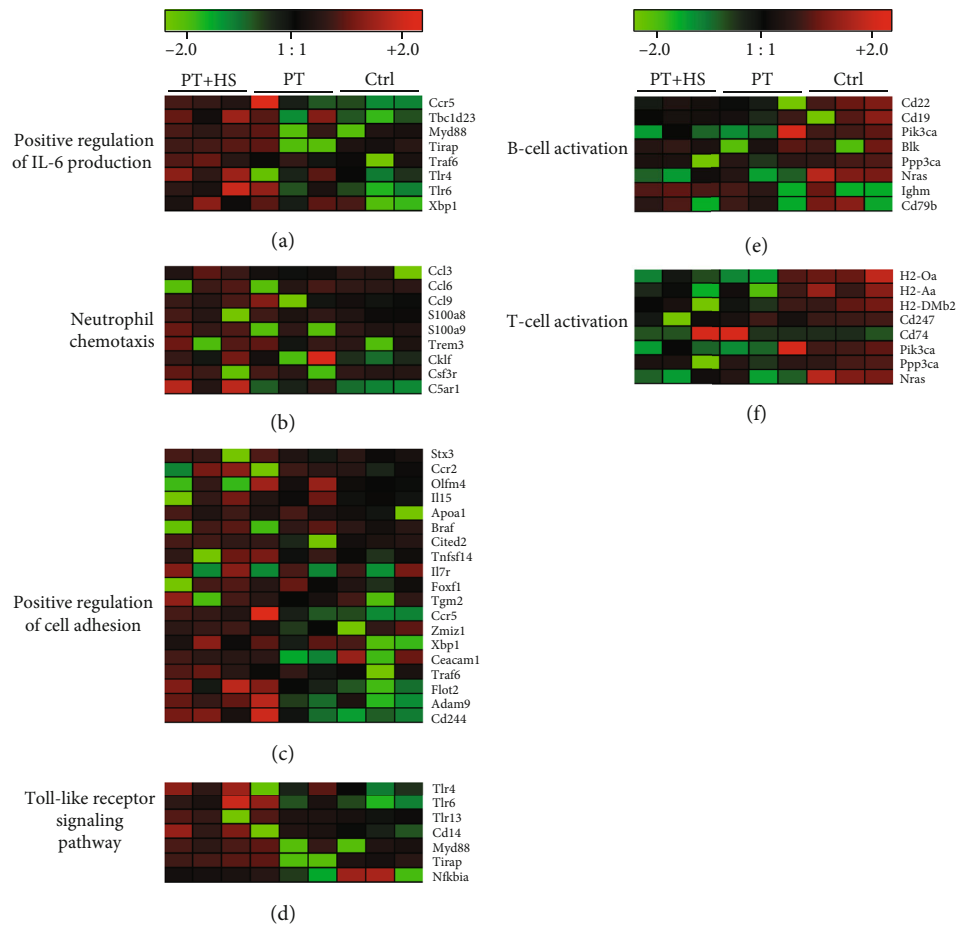 −2.0
1 : 1
+2.0
PT+HS
PT
Ctrl
Positive regulation
of IL-6 production
Ccr5
Tbc1d23
Myd88
Tirap
Traf6
Tlr4
Tlr6
Xbp1
(a)
Neutrophil
chemotaxis
Ccl3
Ccl6
Ccl9
S100a8
S100a9
Trem3
Cklf
Csf3r
C5ar1
(b)
Positive regulation
of cell adhesion
Stx3
Ccr2
Olfm4
Il15
Apoa1
Braf
Cited2
Tnfsf14
Il7r
Foxf1
Tgm2
Ccr5
Zmiz1
Xbp1
Ceacam1
Traf6
Flot2
Adam9
Cd244
(c)
Toll-like receptor
signaling
pathway
Tlr4
Tlr6
Tlr13
Cd14
Myd88
Tirap
Nfkbia
(d)
−2.0
1 : 1
+2.0
PT+HS
PT
Ctrl
B-cell activation
Cd22
Cd19
Pik3ca
Blk
Ppp3ca
Nras
Ighm
Cd79b
(e)
T-cell activation
H2-Oa
H2-Aa
H2-DMb2
Cd247
Cd74
Pik3ca
Ppp3ca
Nras
(f)